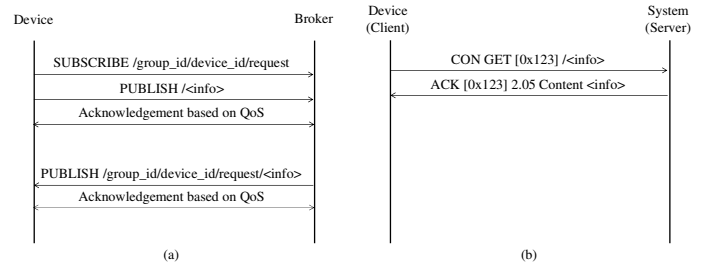 Device
Broker
SUBSCRIBE /group_id/device_id/request
PUBLISH /<info>
Acknowledgement based on QoS
PUBLISH /group_id/device_id/request/<info>
Acknowledgement based on QoS
(a)
Device
(Client)
System
(Server)
CON GET [0x123] /<info>
ACK [0x123] 2.05 Content <info>
(b)